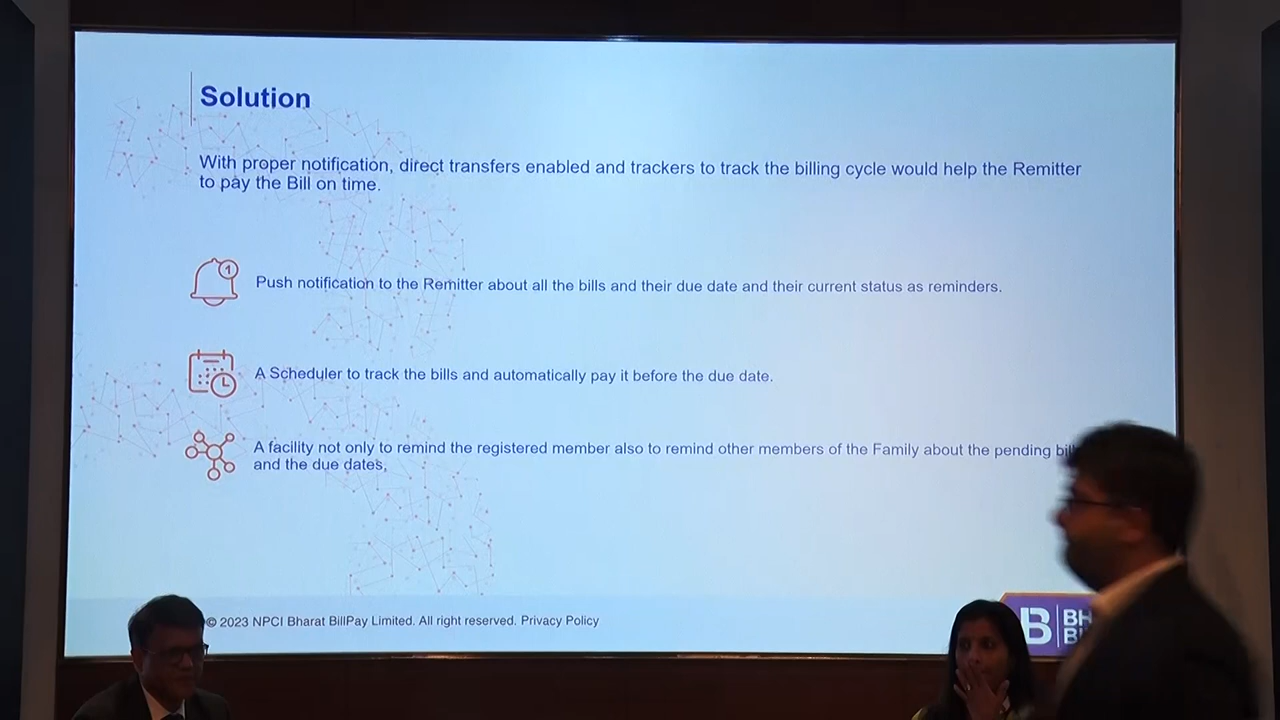 Solution
With proper notification, direct transfers enabled and trackers to track the billing cycle would help the Remitter
to pay the Bill on time.
1
Push notification to the Remitter about all the bills and their due date and their current status as reminders.
A Scheduler to track the bills and automatically pay it before the due date.
A facility not only to remind the registered member also to remind other members of the Family about the pending
and the due dates,
© 2023 NPCI Bharat BillPay Limited. All right reserved. Privacy Policy
B